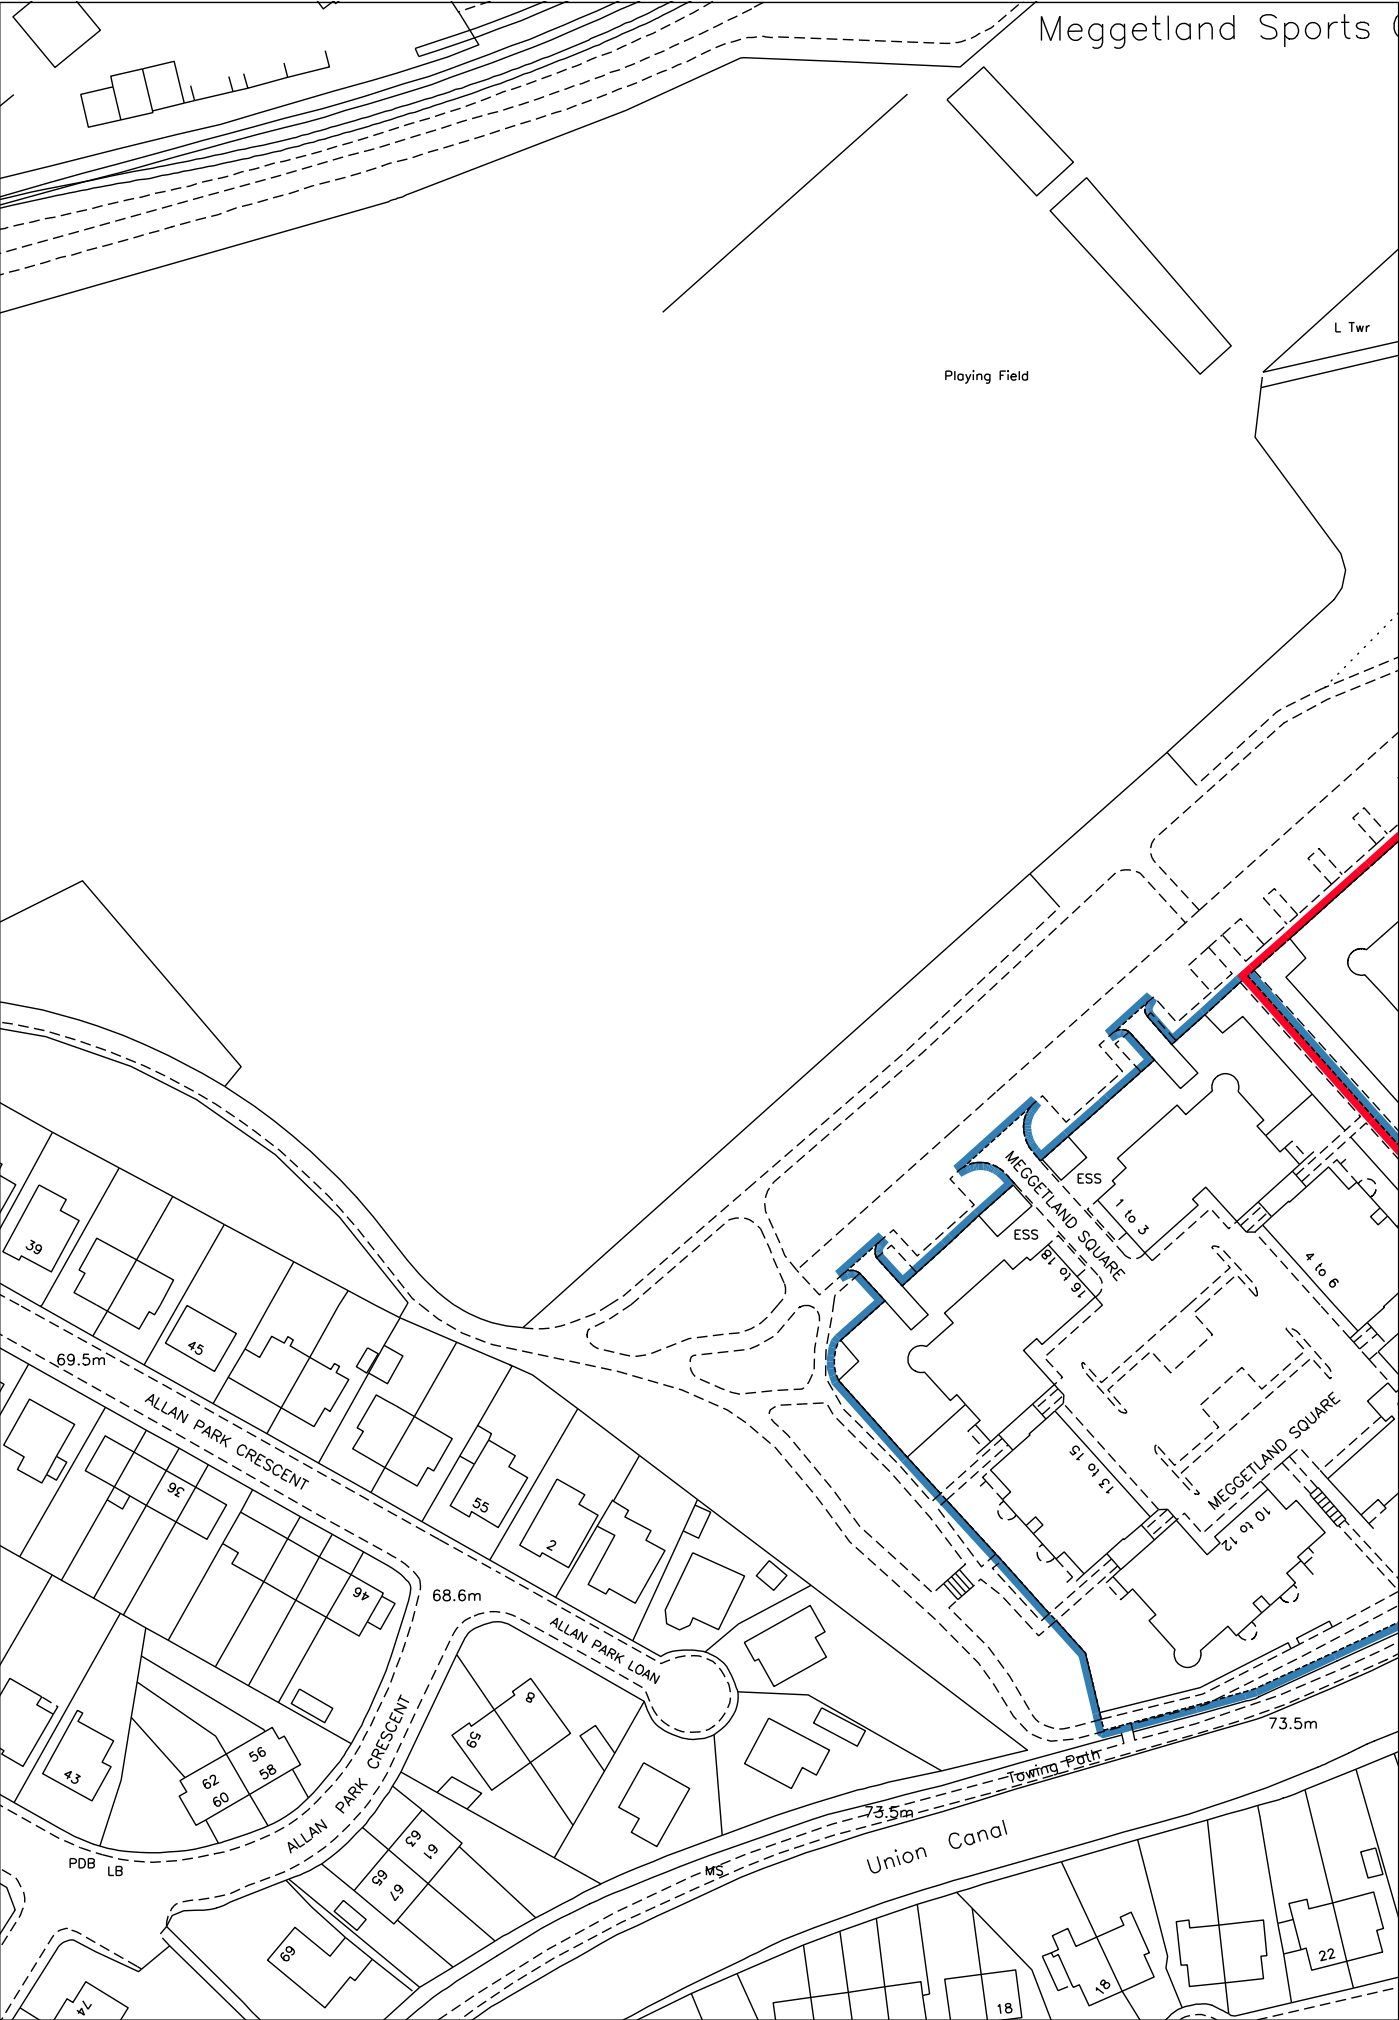 Meggetland Sports
L Twr
Playing Field
ESS
MEGGETLAND SQUARE
1 to 3
ESS
16 to 18
4 to 6
39
45
69.5m
ALLAN PARK CRESCENT
MEGGETLAND SQUARE
13 to 15
36
55
2
10 to 12
46
68.6m
ALLAN PARK LOAN
8
59
ALLAN PARK CRESCENT
73.5m
43
56
58
62
60
Towing Path
73.5m
Union Canal
63
61
65
67
PDB
LB
MS
69
74
18
18
22